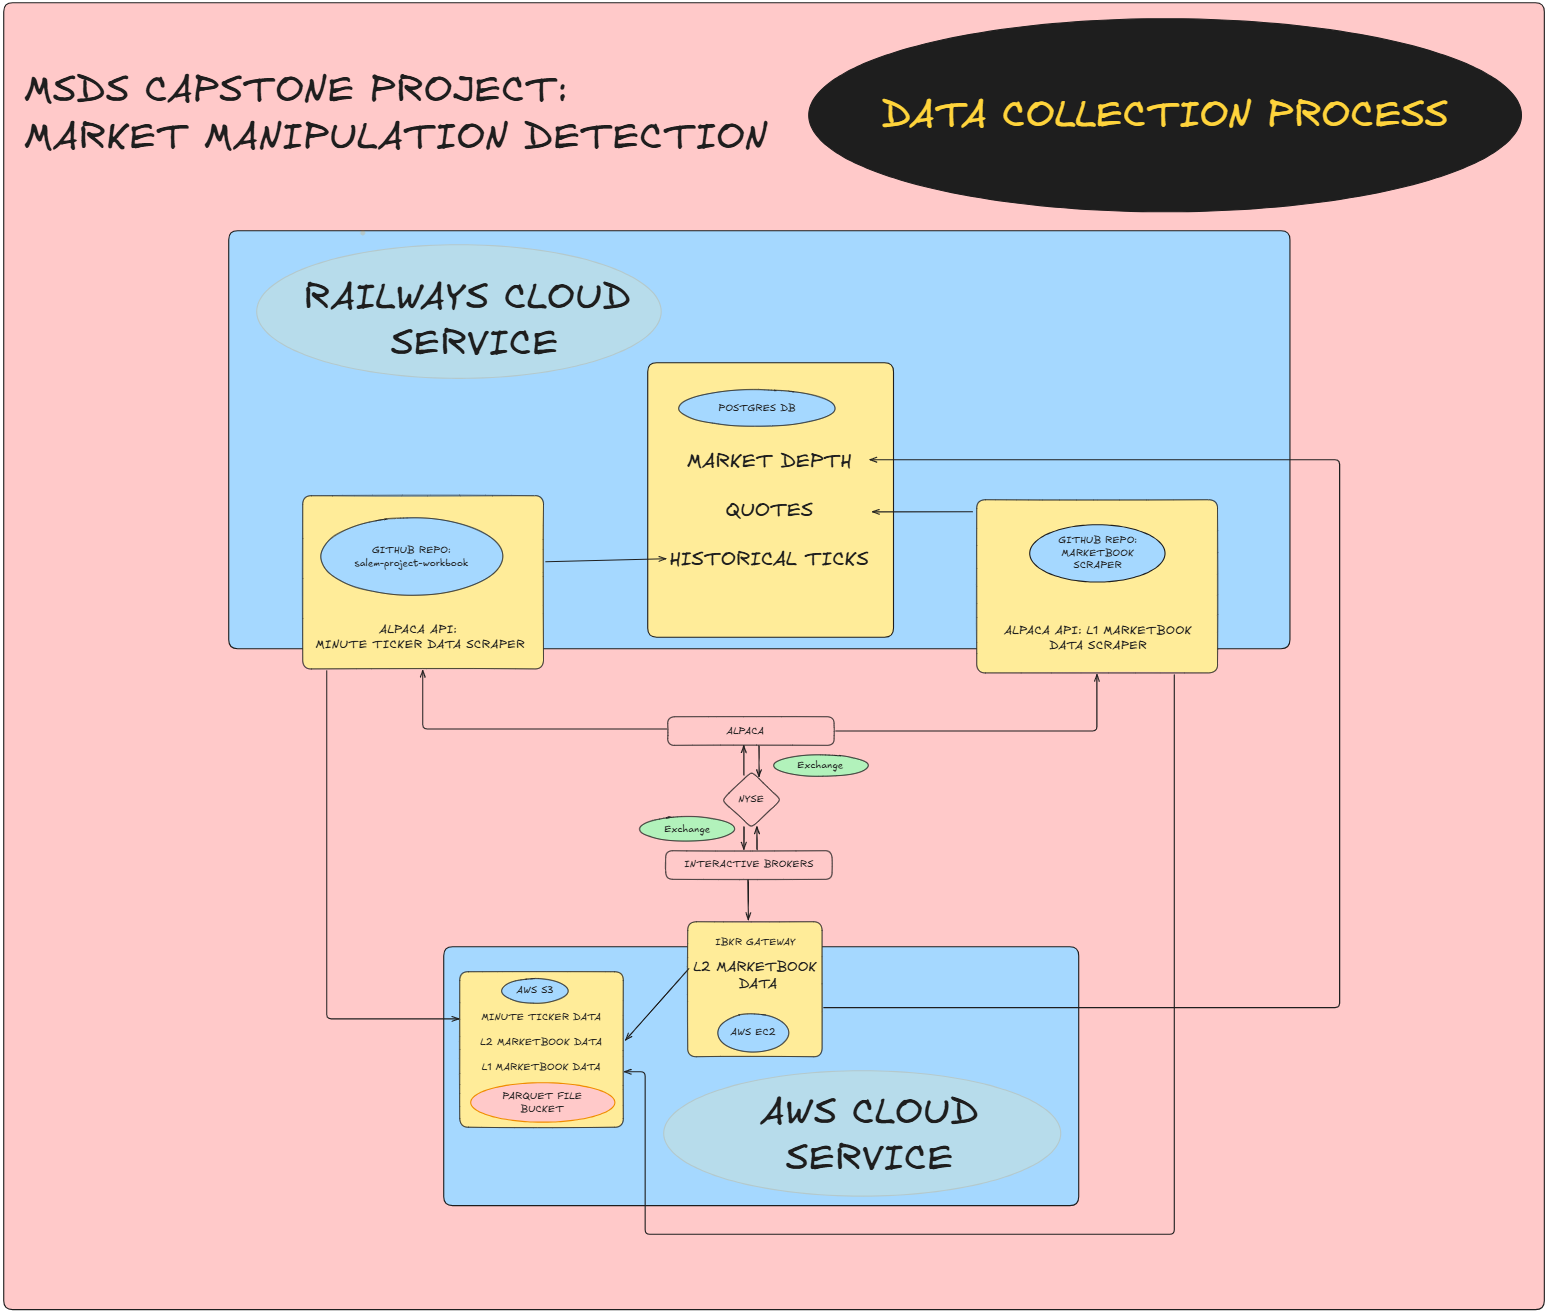 MSDS CAPSTONE PROJECT:
MARKET MANIPULATION DETECTION
DATA COLLECTION PROCESS
RAILWAYS CLOUD
SERVICE
POSTGRES DB
MARKET DEPTH
QUOTES
HISTORICAL TICKS
GITHUB REPO:
salem-project-workbook
ALPACA API:
MINUTE TICKER DATA SCRAPER
GITHUB REPO:
MARKETBOOK
SCRAPER
ALPACA API: L1 MARKETBOOK
DATA SCRAPER
ALPACA
Exchange
NYSE
Exchange
INTERACTIVE BROKERS
IBKR GATEWAY
L2 MARKETBOOK
DATA
AWS EC2
AWS S3
MINUTE TICKER DATA
L2 MARKETBOOK DATA
L1 MARKETBOOK DATA
PARQUET FILE
BUCKET
AWS CLOUD
SERVICE